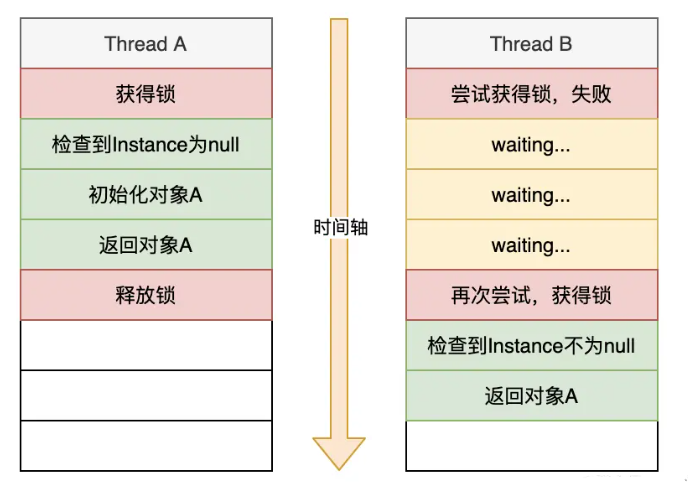 Thread A
获得锁
检查到Instance为null
初始化对象A
返回对象A
释放锁
时间轴
Thread B
尝试获得锁，失败
waiting...
waiting...
waiting...
再次尝试，获得锁
检查到Instance不为null
返回对象A